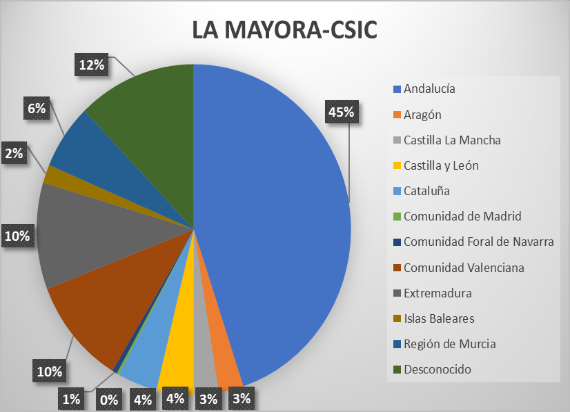 LA MAYORA-CSIC
12%
6%
2%
10%
10%
1%
0%
4%
4%
3%
3%
45%
Andalucía
Aragón
Castilla La Mancha
Castilla y León
Cataluña
Comunidad de Madrid
Comunidad Foral de Navarra
Comunidad Valenciana
Extremadura
Islas Baleares
Región de Murcia
Desconocido